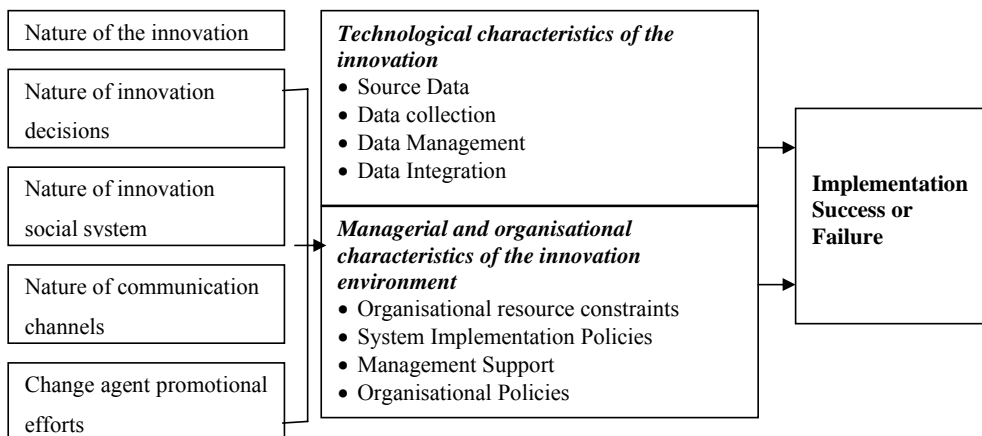 Nature of the innovation
Nature of innovation
decisions
Nature of innovation
social system
Nature of communication
channels
Change agent promotional
efforts
Technological characteristics of the
innovation
• Source Data
• Data collection
• Data Management
• Data Integration
Managerial and organisational
characteristics of the innovation
environment
• Organisational resource constraints
• System Implementation Policies
• Management Support
• Organisational Policies
Implementation
Success or
Failure